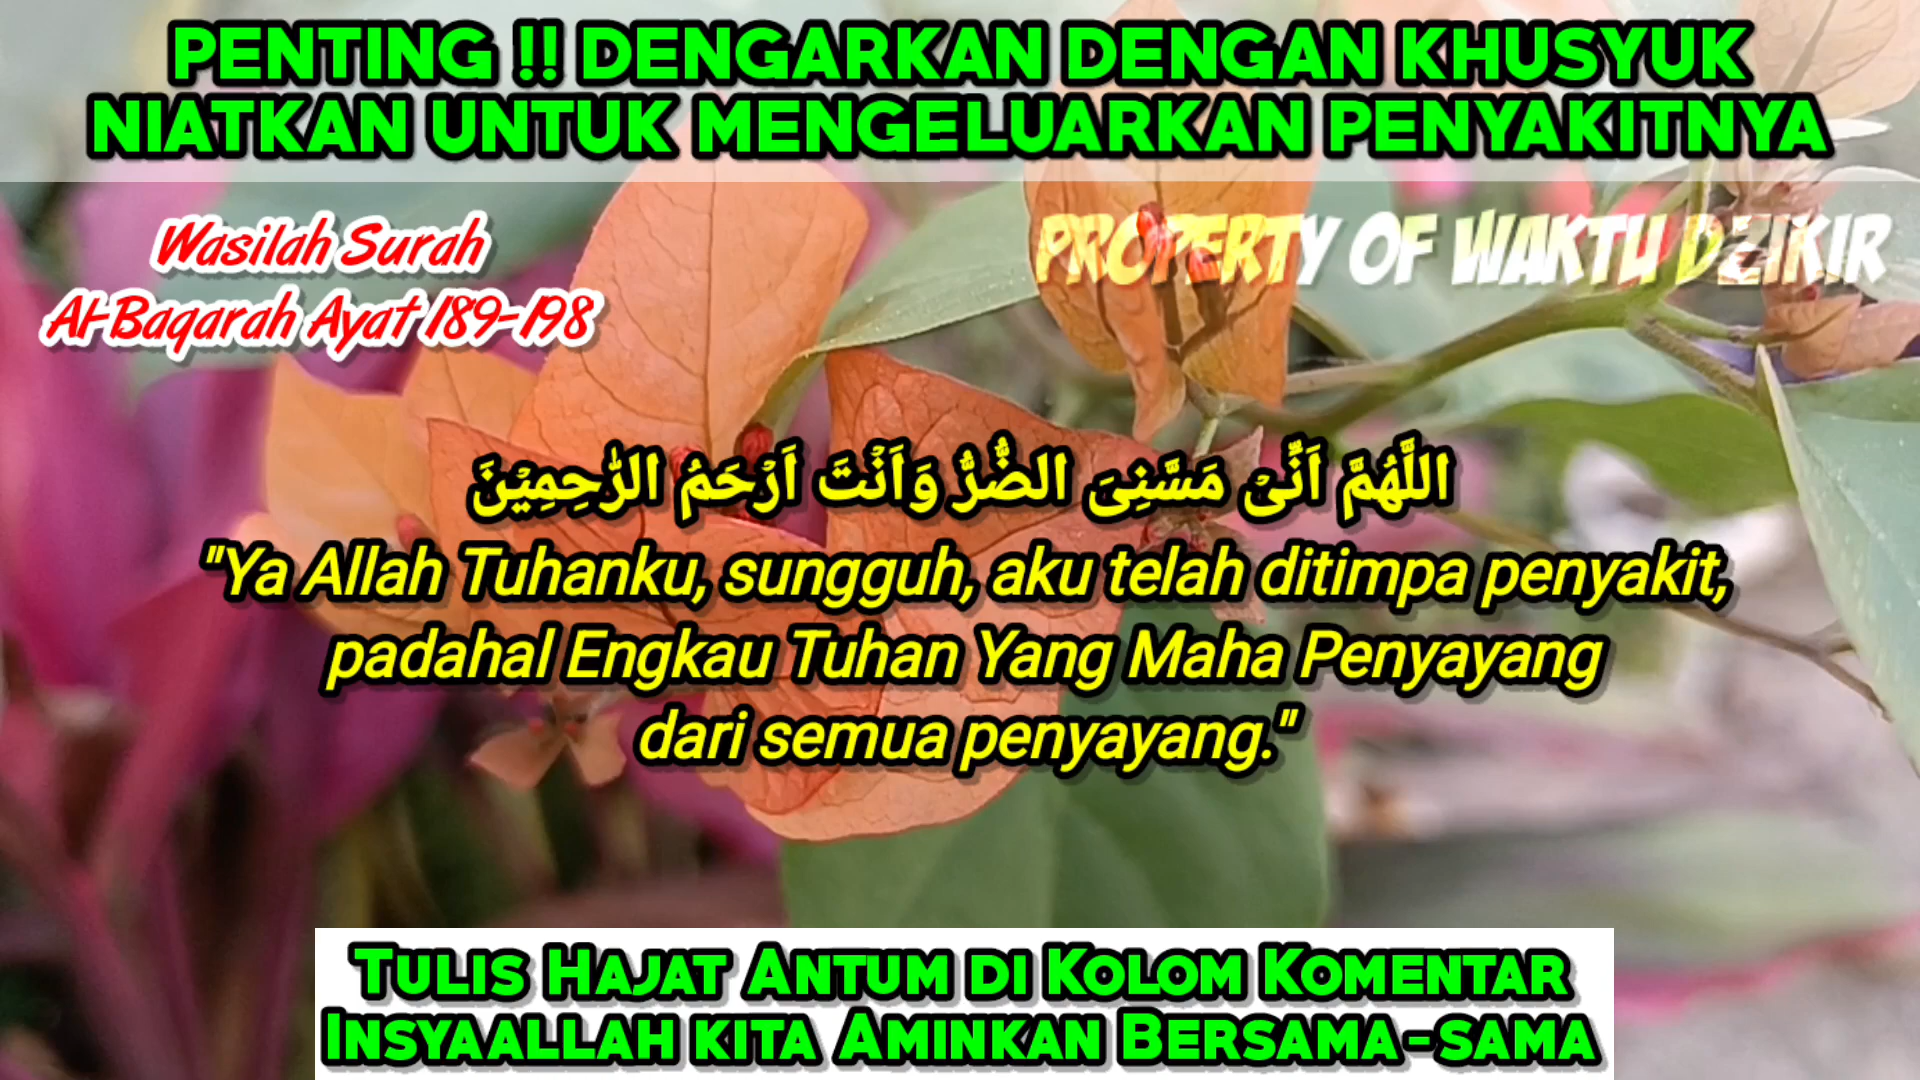 PENTING !! DENGARKAN DENGAN KHUSYUK
NIATKAN UNTUK MENGELUARKAN PENYAKITNYA
Wasilah Surah
Al-Baqarah Ayat 189-198
PROPERTY OF WAKTU DZIKIR
اللَّهُمَّ اَنِّىْ مَسَّنِىَ الضُّرُّ وَاَنْتَ اَرْحَمُ الرّٰحِمِيْنَ
"Ya Allah Tuhanku, sungguh, aku telah ditimpa penyakit,
padahal Engkau Tuhan Yang Maha Penyayang
dari semua penyayang."
TULIS HAJAT ANTUM DI KOLOM KOMENTAR
INSYAALLAH KITA AMINKAN BERSAMA-SAMA